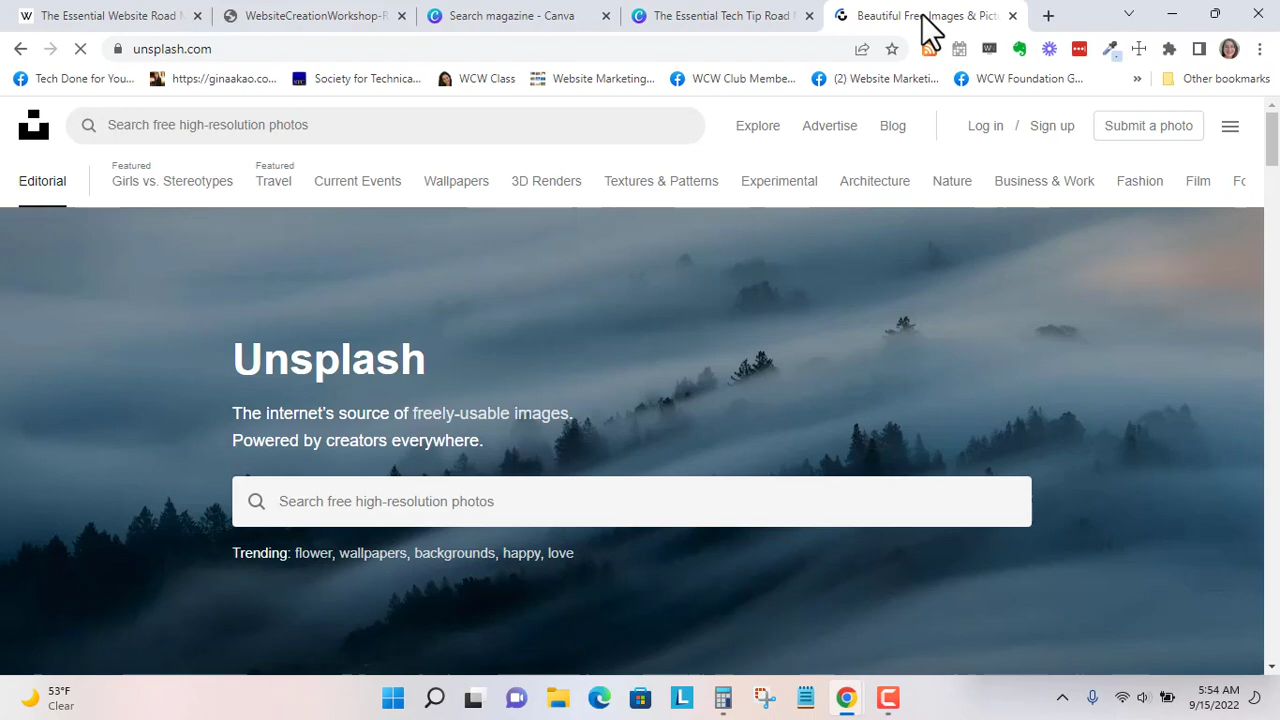 The Essential Website Road M
WebsiteCreationWorkshop-R
Search magazine - Canva
The Essential Tech Tip Road M
Beautiful Free Images & Pictu
unsplash.com
Tech Done for You...
https://ginaakao.co...
Society for Technica...
WCW Class
Website Marketing...
WCW Club Membe...
(2) Website Marketi...
WCW Foundation G...
»
Other bookmarks
Search free high-resolution photos
Explore
Advertise
Blog
Log in / Sign up
Submit a photo
Featured
Featured
Editorial
Girls vs. Stereotypes
Travel
Current Events
Wallpapers
3D Renders
Textures & Patterns
Experimental
Architecture
Nature
Business & Work
Fashion
Film
Fo
Unsplash
The internet's source of freely-usable images.
Powered by creators everywhere.
Search free high-resolution photos
Trending: flower, wallpapers, backgrounds, happy, love
53°F
Clear
5:54 AM
9/15/2022